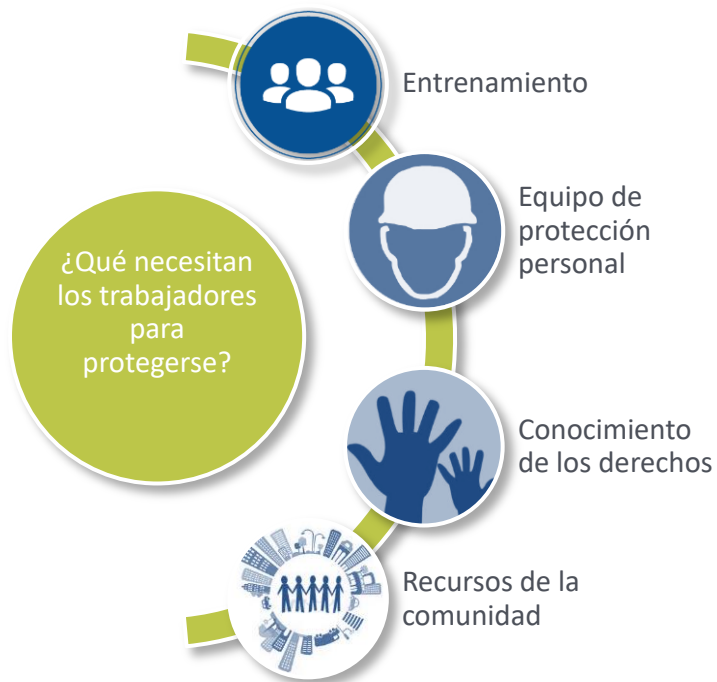 Entrenamiento
Equipo de
protección
personal
¿Qué necesitan
los trabajadores
para
protegerse?
Conocimiento
de los derechos
Recursos de la
comunidad